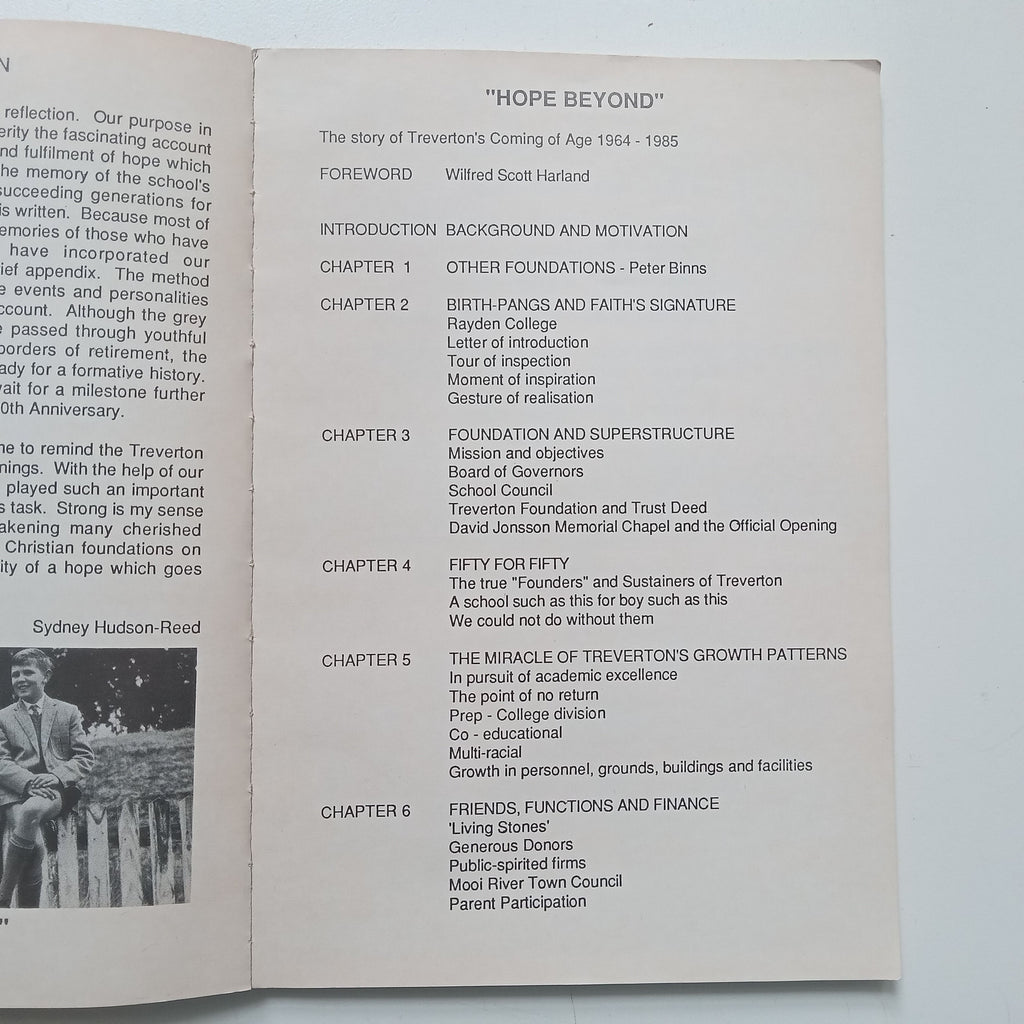 N
reflection. Our purpose in
erity the fascinating account
nd fulfilment of hope which
he memory of the school's
succeeding generations for
is written. Because most of
emories of those who have
have incorporated our
ief appendix. The method
e events and personalities
ccount. Although the grey
e passed through youthful
borders of retirement, the
ady for a formative history.
vait for a milestone further
0th Anniversary.
ne to remind the Treverton
nings. With the help of our
played such an important
s task. Strong is my sense
akening many cherished
Christian foundations on
ity of a hope which goes
Sydney Hudson-Reed
"
"HOPE BEYOND"
The story of Treverton's Coming of Age 1964 - 1985
FOREWORD Wilfred Scott Harland
INTRODUCTION BACKGROUND AND MOTIVATION
CHAPTER 1 OTHER FOUNDATIONS - Peter Binns
CHAPTER 2 BIRTH-PANGS AND FAITH'S SIGNATURE
Rayden College
Letter of introduction
Tour of inspection
Moment of inspiration
Gesture of realisation
CHAPTER 3 FOUNDATION AND SUPERSTRUCTURE
Mission and objectives
Board of Governors
School Council
Treverton Foundation and Trust Deed
David Jonsson Memorial Chapel and the Official Opening
CHAPTER 4 FIFTY FOR FIFTY
The true "Founders" and Sustainers of Treverton
A school such as this for boy such as this
We could not do without them
CHAPTER 5 THE MIRACLE OF TREVERTON'S GROWTH PATTERNS
In pursuit of academic excellence
The point of no return
Prep - College division
Co - educational
Multi-racial
Growth in personnel, grounds, buildings and facilities
CHAPTER 6 FRIENDS, FUNCTIONS AND FINANCE
'Living Stones'
Generous Donors
Public-spirited firms
Mooi River Town Council
Parent Participation